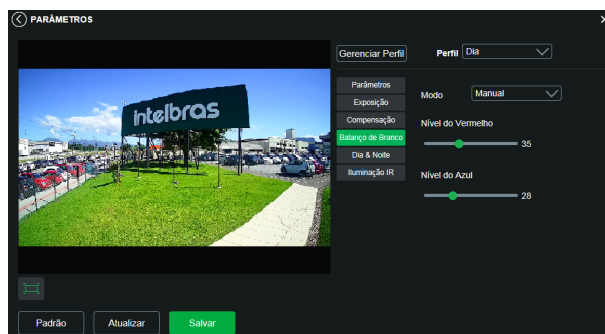 PARÂMETROS
Gerenciar Perfil
Perfil Dia
intelbras
Parâmetros
Exposição
Compensação
Balanço de Branco
Dia & Noite
Iluminação IR
Modo Manual
Nível do Vermelho
35
Nível do Azul
28
Padrão
Atualizar
Salvar